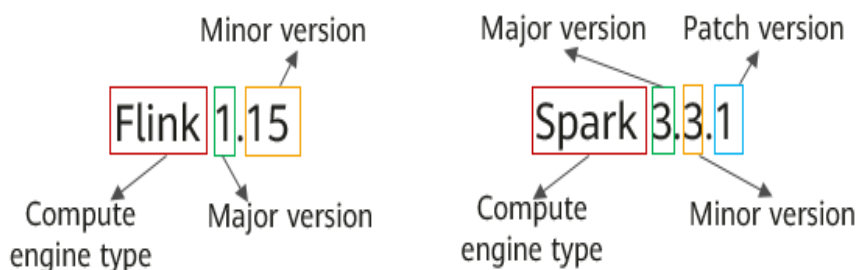 Minor version
Flink 1.15
Compute
engine type
Major version
Major version
Patch version
Spark 3.3.1
Compute
engine type
Minor version